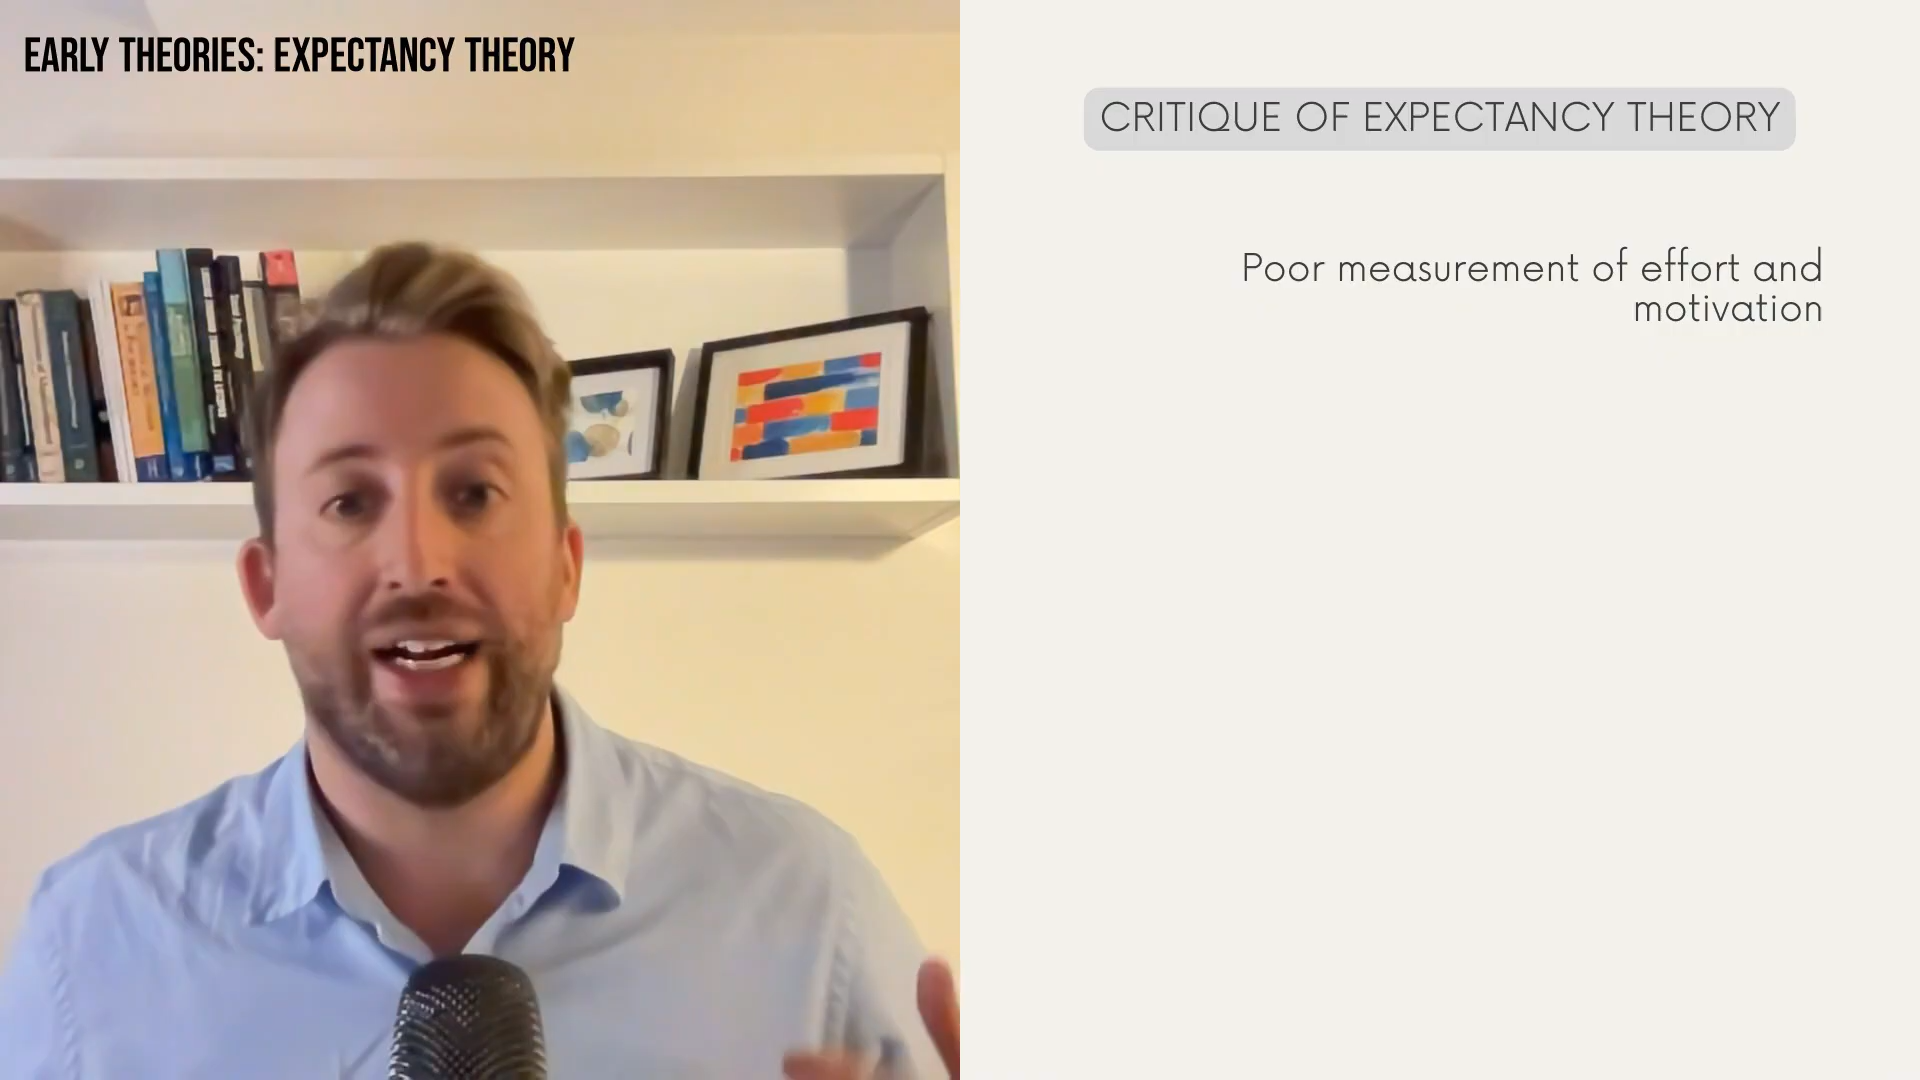 EARLY THEORIES: EXPECTANCY THEORY
CRITIQUE OF EXPECTANCY THEORY
Poor measurement of effort and
motivation